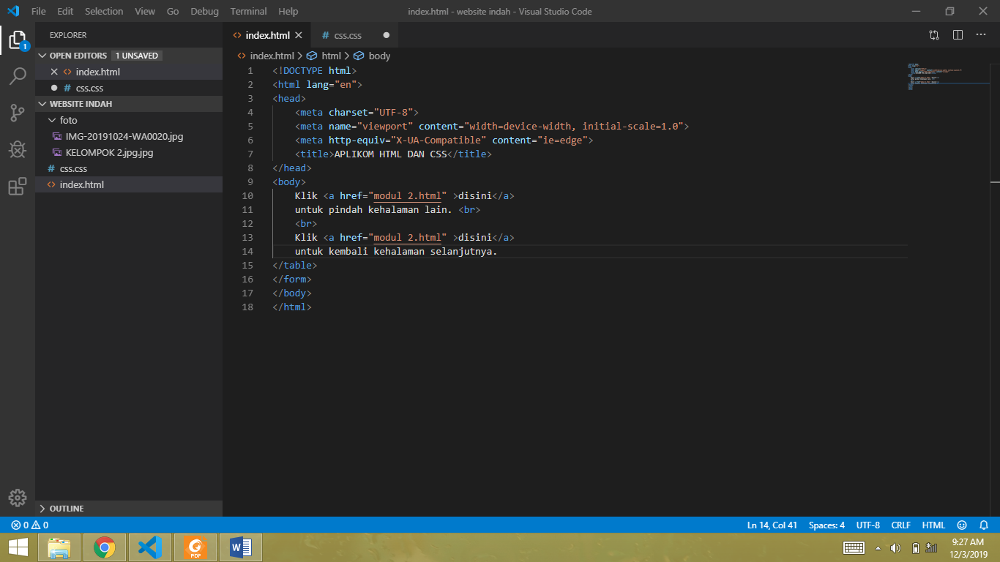 File Edit Selection View Go Debug Terminal Help index.html - website indah - Visual Studio Code
EXPLORER
OPEN EDITORS 1 UNSAVED
index.html
css.css
WEBSITE INDAH
foto
IMG-20191024-WA0020.jpg
KELOMPOK 2.jpg.jpg
css.css
index.html
OUTLINE
index.html css.css
index.html html body
1 <!DOCTYPE html>
2 <html lang="en">
3 <head>
4 <meta charset="UTF-8">
5 <meta name="viewport" content="width=device-width, initial-scale=1.0">
6 <meta http-equiv="X-UA-Compatible" content="ie=edge">
7 <title>APLIKOM HTML DAN CSS</title>
8 </head>
9 <body>
10 Klik <a href="modul 2.html" >disini</a>
11 untuk pindah kehalaman lain. <br>
12 <br>
13 Klik <a href="modul 2.html" >disini</a>
14 untuk kembali kehalaman selanjutnya.
15 </table>
16 </form>
17 </body>
18 </html>
0 0 Ln 14, Col 41 Spaces: 4 UTF-8 CRLF HTML
9:27 AM
12/3/2019